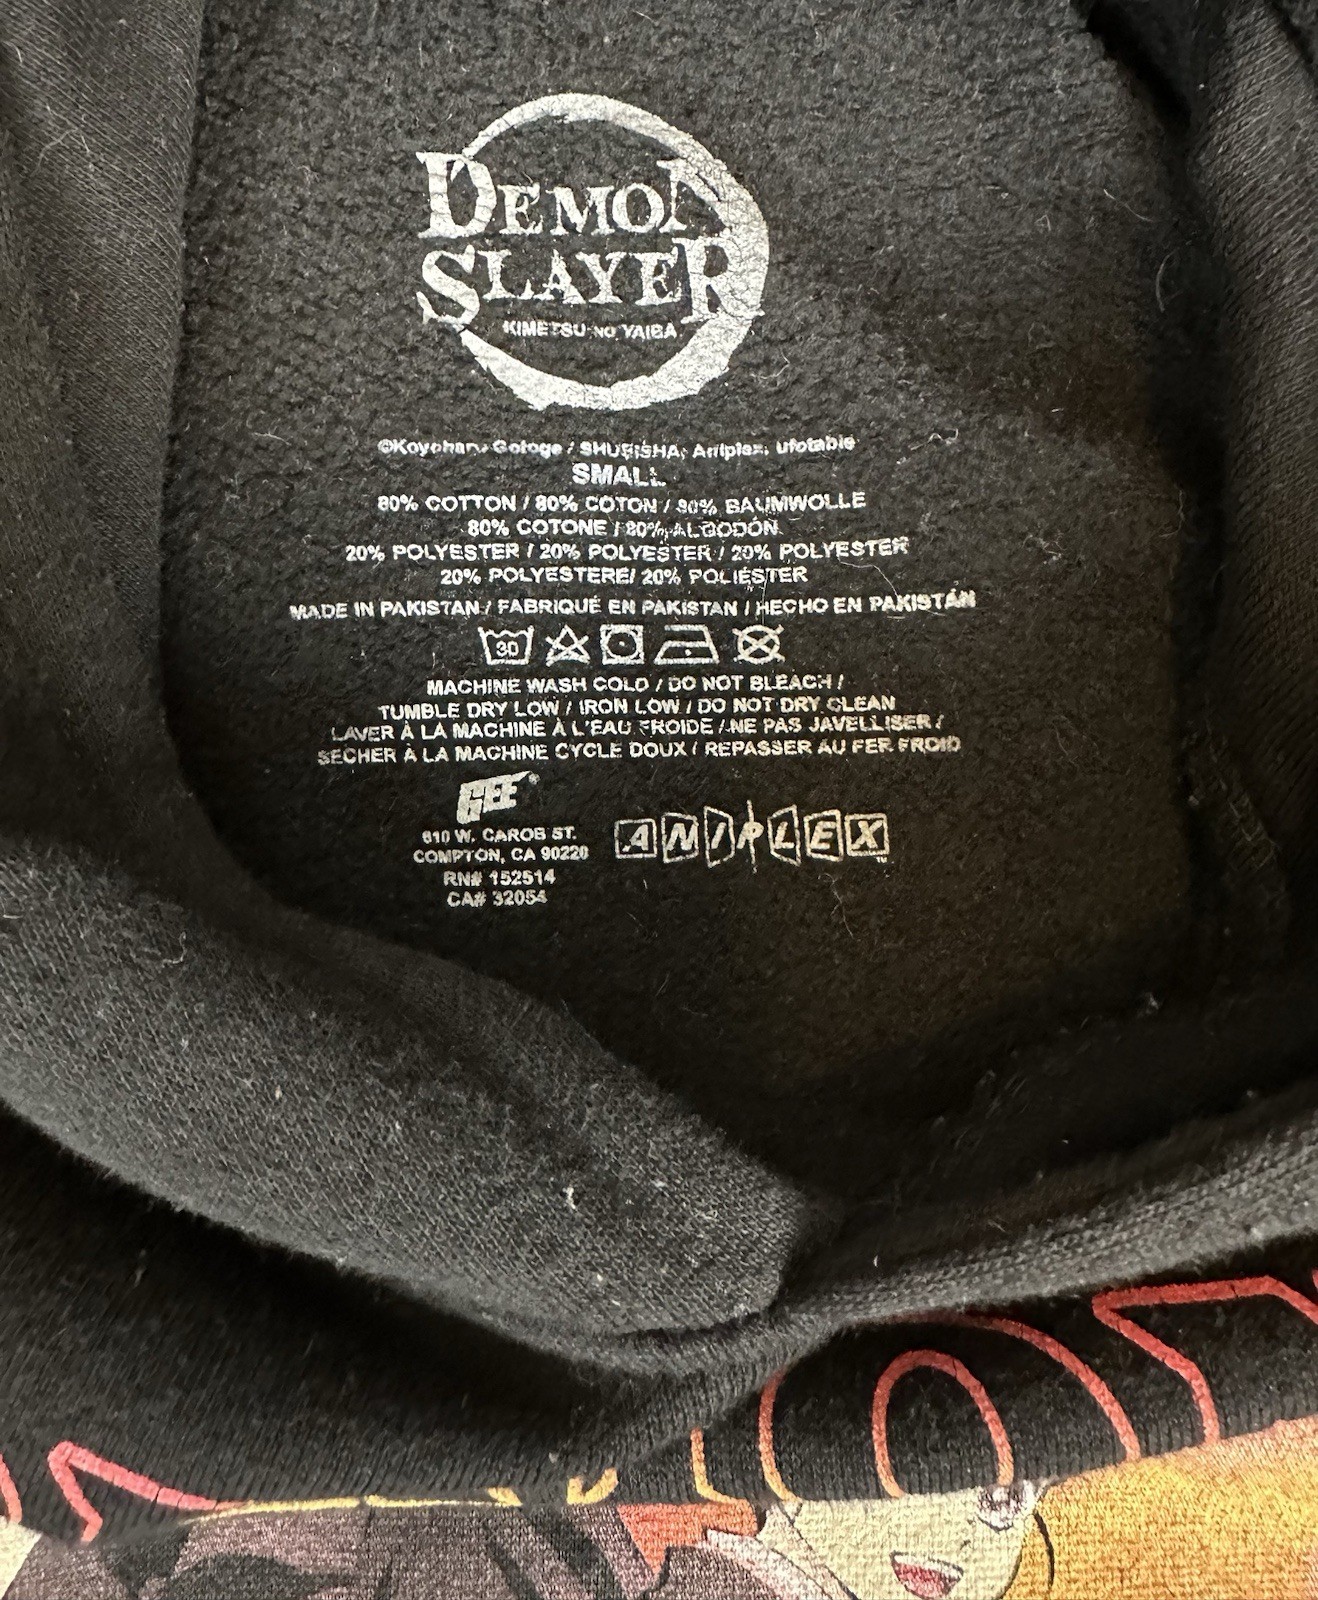 DEMON
SLAYER
KIMETSU NO YAIBA
©Koyoharu Gotoge / SHUEISHA, Aniplex, ufotable
SMALL
80% COTTON / 80% COTON / 80% BAUMWOLLE
80% COTONE / 80% ALGODÓN
20% POLYESTER / 20% POLYESTER / 20% POLYESTER
20% POLYESTERE/ 20% POLIÉSTER
MADE IN PAKISTAN / FABRIQUÉ EN PAKISTAN / HECHO EN PAKISTÁN
30
MACHINE WASH COLD / DO NOT BLEACH /
TUMBLE DRY LOW / IRON LOW / DO NOT DRY CLEAN
LAVER À LA MACHINE À L'EAU FROIDE / NE PAS JAVELLISER /
SECHER À LA MACHINE CYCLE DOUX / REPASSER AU FER FROID
GEE®
610 W. CAROB ST.
COMPTON, CA 90220
RN# 152514
CA# 32054
ANIPLEX™